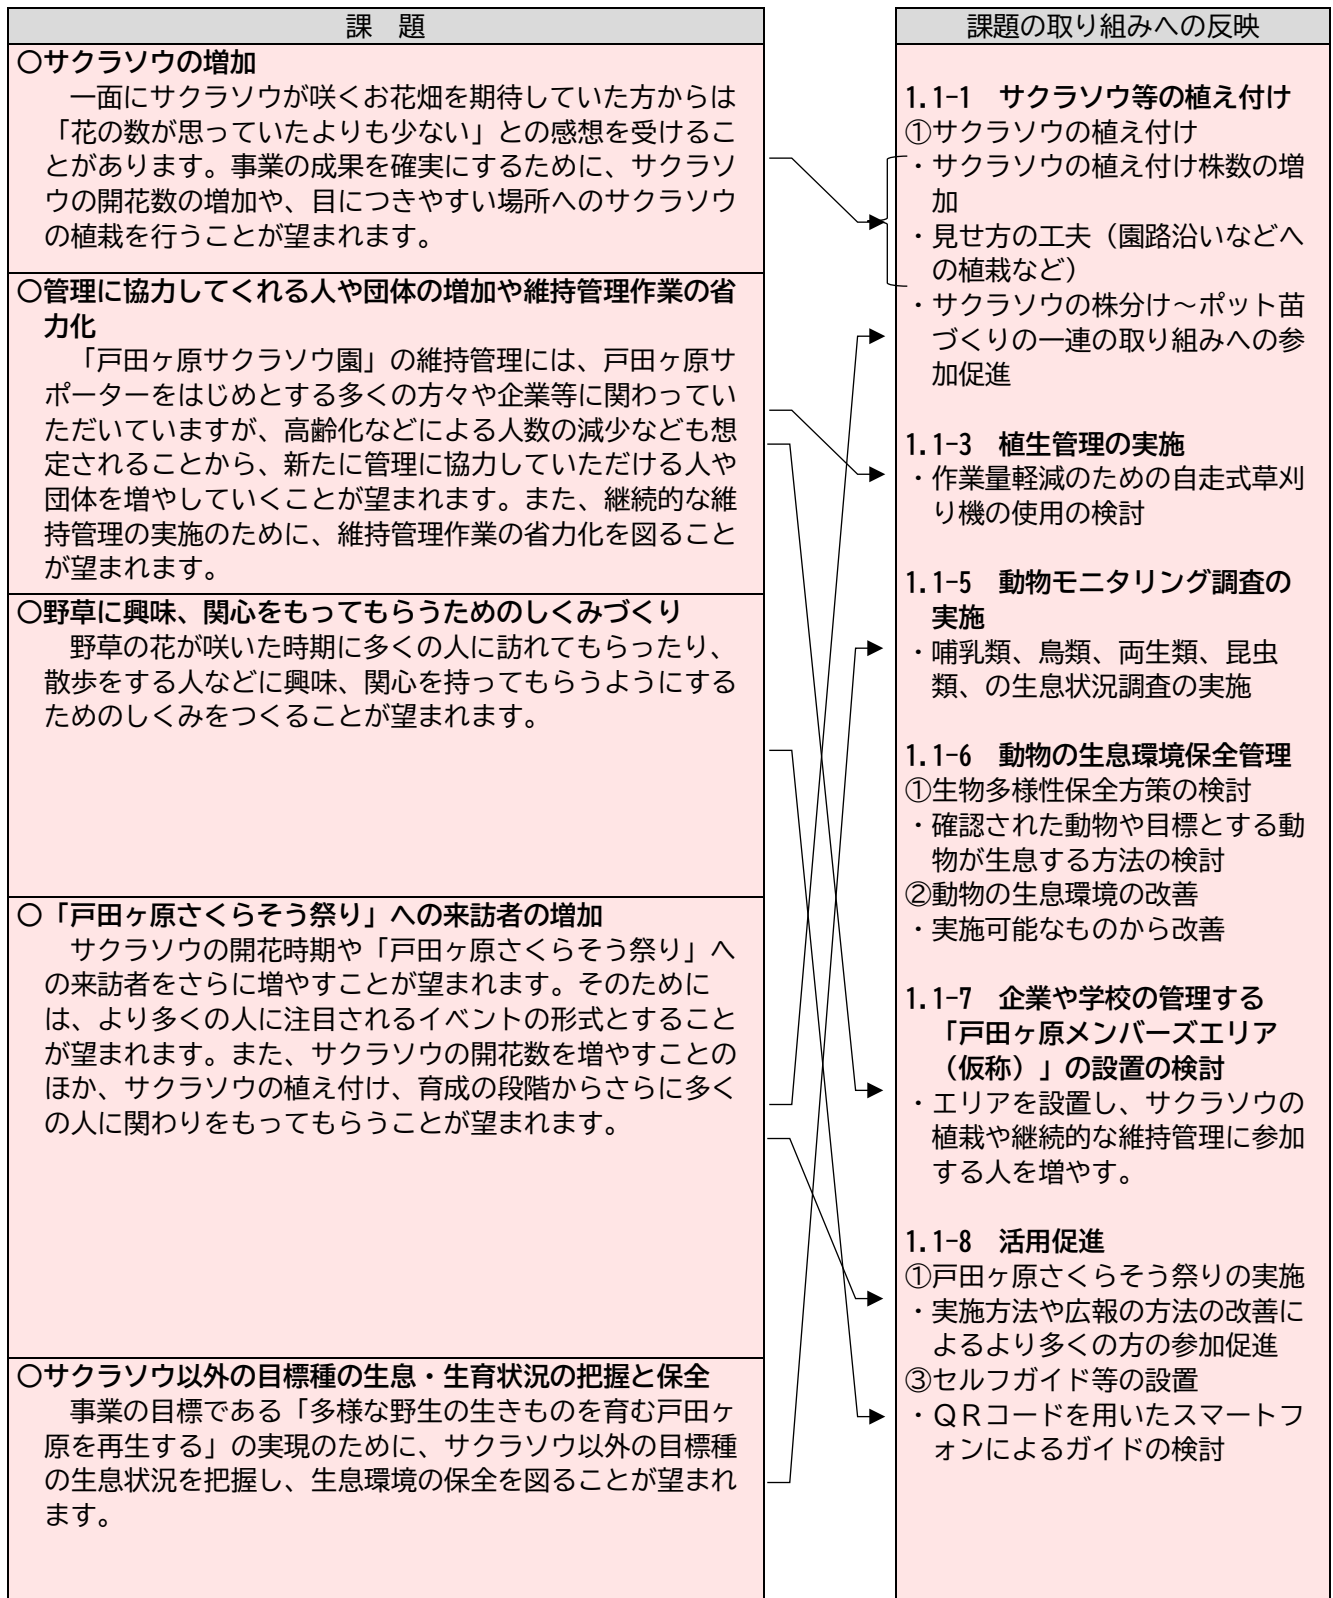 課　題
○サクラソウの増加
一面にサクラソウが咲くお花畑を期待していた方からは
「花の数が思っていたよりも少ない」との感想を受けるこ
とがあります。事業の成果を確実にするために、サクラソ
ウの開花数の増加や、目につきやすい場所へのサクラソウ
の植栽を行うことが望まれます。
○管理に協力してくれる人や団体の増加や維持管理作業の省
力化
「戸田ヶ原サクラソウ園」の維持管理には、戸田ヶ原サ
ポーターをはじめとする多くの方々や企業等に関わってい
ただいていますが、高齢化などによる人数の減少なども想
定されることから、新たに管理に協力していただける人や
団体を増やしていくことが望まれます。また、継続的な維
持管理の実施のために、維持管理作業の省力化を図ること
が望まれます。
○野草に興味、関心をもってもらうためのしくみづくり
野草の花が咲いた時期に多くの人に訪れてもらったり、
散歩をする人などに興味、関心を持ってもらうようにする
ためのしくみをつくることが望まれます。
○「戸田ヶ原さくらそう祭り」への来訪者の増加
サクラソウの開花時期や「戸田ヶ原さくらそう祭り」へ
の来訪者をさらに増やすことが望まれます。そのために
は、より多くの人に注目されるイベントの形式とすること
が望まれます。また、サクラソウの開花数を増やすことの
ほか、サクラソウの植え付け、育成の段階からさらに多く
の人に関わりをもってもらうことが望まれます。
○サクラソウ以外の目標種の生息・生育状況の把握と保全
事業の目標である「多様な野生の生きものを育む戸田ヶ
原を再生する」の実現のために、サクラソウ以外の目標種
の生息状況を把握し、生息環境の保全を図ることが望まれ
ます。
課題の取り組みへの反映
1.1-1　サクラソウ等の植え付け
①サクラソウの植え付け
・サクラソウの植え付け株数の増
加
・見せ方の工夫（園路沿いなどへ
の植栽など）
・サクラソウの株分け～ポット苗
づくりの一連の取り組みへの参
加促進
1.1-3　植生管理の実施
・作業量軽減のための自走式草刈
り機の使用の検討
1.1-5　動物モニタリング調査の
実施
・哺乳類、鳥類、両生類、昆虫
類、の生息状況調査の実施
1.1-6　動物の生息環境保全管理
①生物多様性保全方策の検討
・確認された動物や目標とする動
物が生息する方法の検討
②動物の生息環境の改善
・実施可能なものから改善
1.1-7　企業や学校の管理する
「戸田ヶ原メンバーズエリア
（仮称）」の設置の検討
・エリアを設置し、サクラソウの
植栽や継続的な維持管理に参加
する人を増やす。
1.1-8　活用促進
①戸田ヶ原さくらそう祭りの実施
・実施方法や広報の方法の改善に
よるより多くの方の参加促進
③セルフガイド等の設置
・ＱＲコードを用いたスマートフ
ォンによるガイドの検討